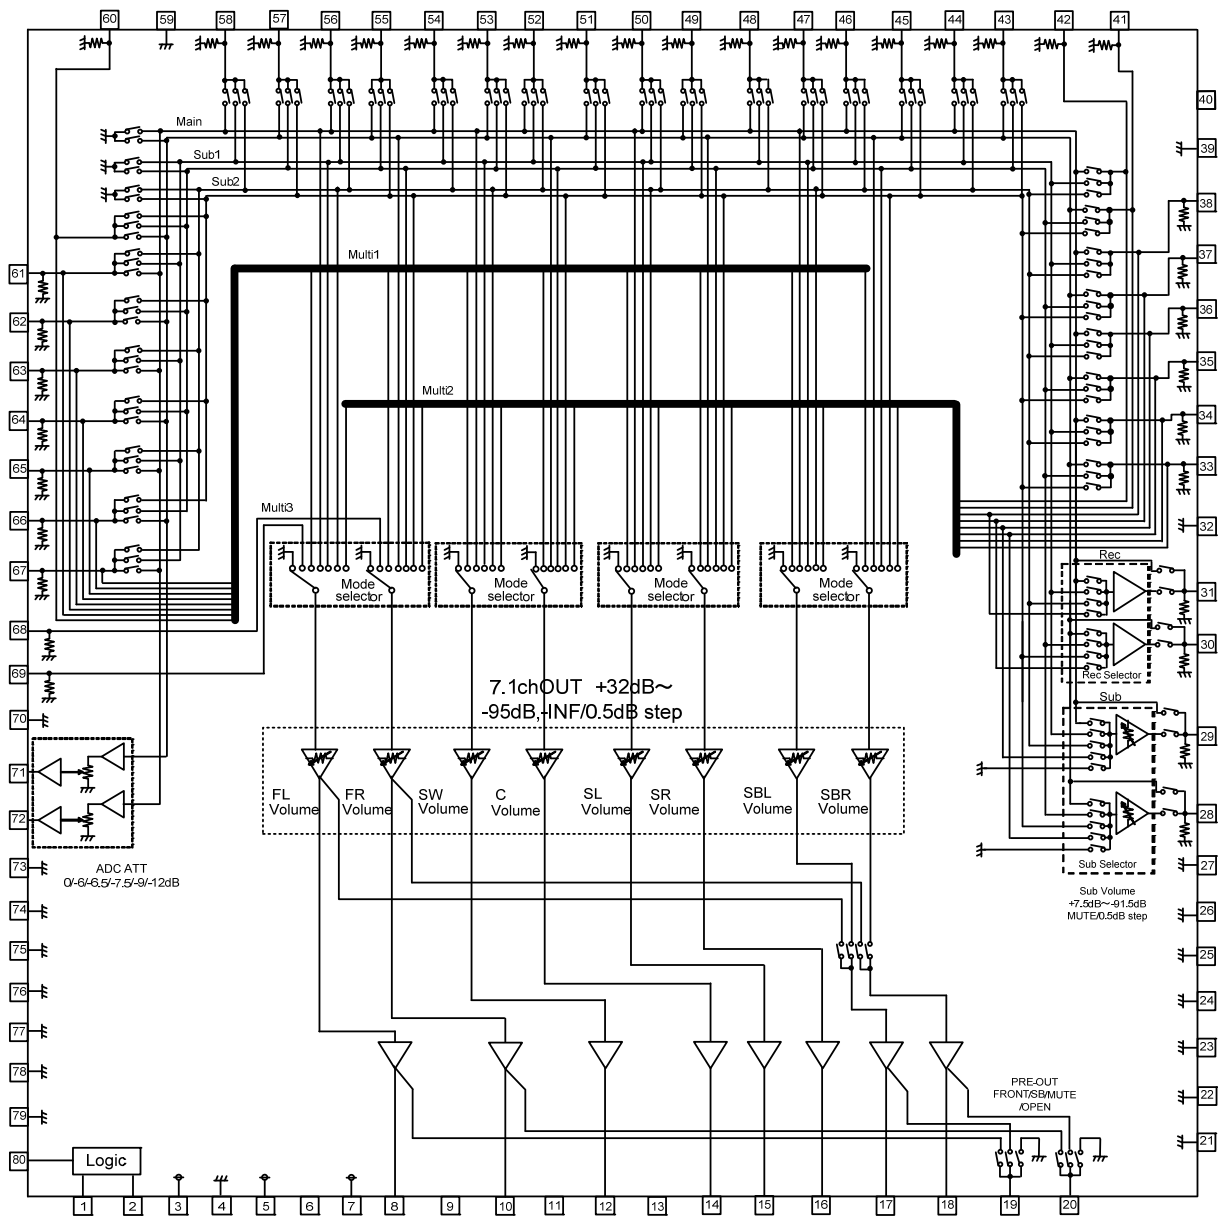 60 59 58 57 56 55 54 53 52 51 50 49 48 47 46 45 44 43 42 41
40
Main
39
Sub1
Sub2
38
Multi1
37
61
36
62
35
63
Multi2
34
64
33
65
Multi3
66
32
Rec
67
Mode
selector
Mode
selector
Mode
selector
Mode
selector
31
68
30
Rec Selector
69
7.1chOUT +32dB～
-95dB,-INF/0.5dB step
Sub
70
29
71
FL
Volume
FR
Volume
SW
Volume
C
Volume
SL
Volume
SR
Volume
SBL
Volume
SBR
Volume
28
72
Sub Selector
27
73
ADC ATT
0/-6/-6.5/-7.5/-9/-12dB
Sub Volume
+7.5dB～-91.5dB
MUTE/0.5dB step
74
26
75
25
76
24
77
23
78
PRE-OUT
FRONT/SB/MUTE
/OPEN
22
79
21
80
Logic
1 2 3 4 5 6 7 8 9 10 11 12 13 14 15 16 17 18 19 20